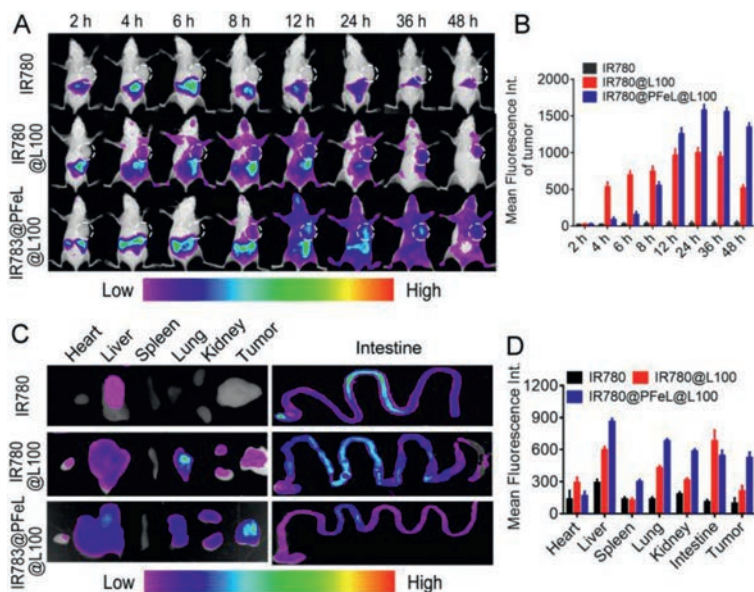 A
2 h 4 h 6 h 8 h 12 h 24 h 36 h 48 h
IR780
IR780
@L100
IR783@PFeL
@L100
Low High
B
IR780
IR780@L100
IR780@PFeL@L100
Mean Fluorescence Int.
of tumor
2000
1500
1000
500
0
2 h 4 h 6 h 8 h 12 h 24 h 36 h 48 h
C
Heart Liver Spleen Lung Kidney Tumor Intestine
IR780
IR780
@L100
IR783@PFeL
@L100
Low High
D
IR780 IR780@L100
IR780@PFeL@L100
Mean Fluorescence Int.
1200
900
600
300
0
Heart Liver Spleen Lung Kidney Intestine Tumor